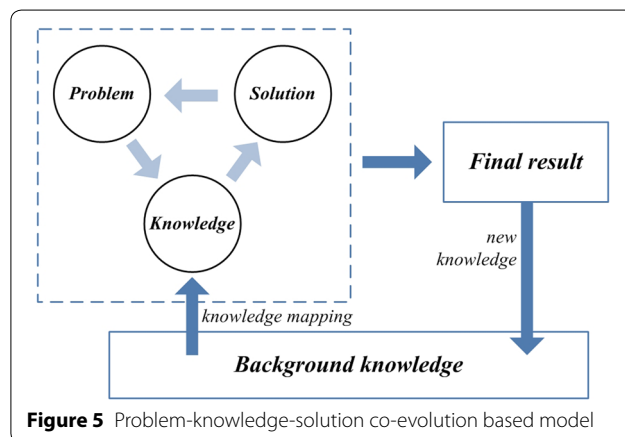 Problem
Solution
Knowledge
Final result
new
knowledge
knowledge mapping
Background knowledge
Figure 5 Problem-knowledge-solution co-evolution based model